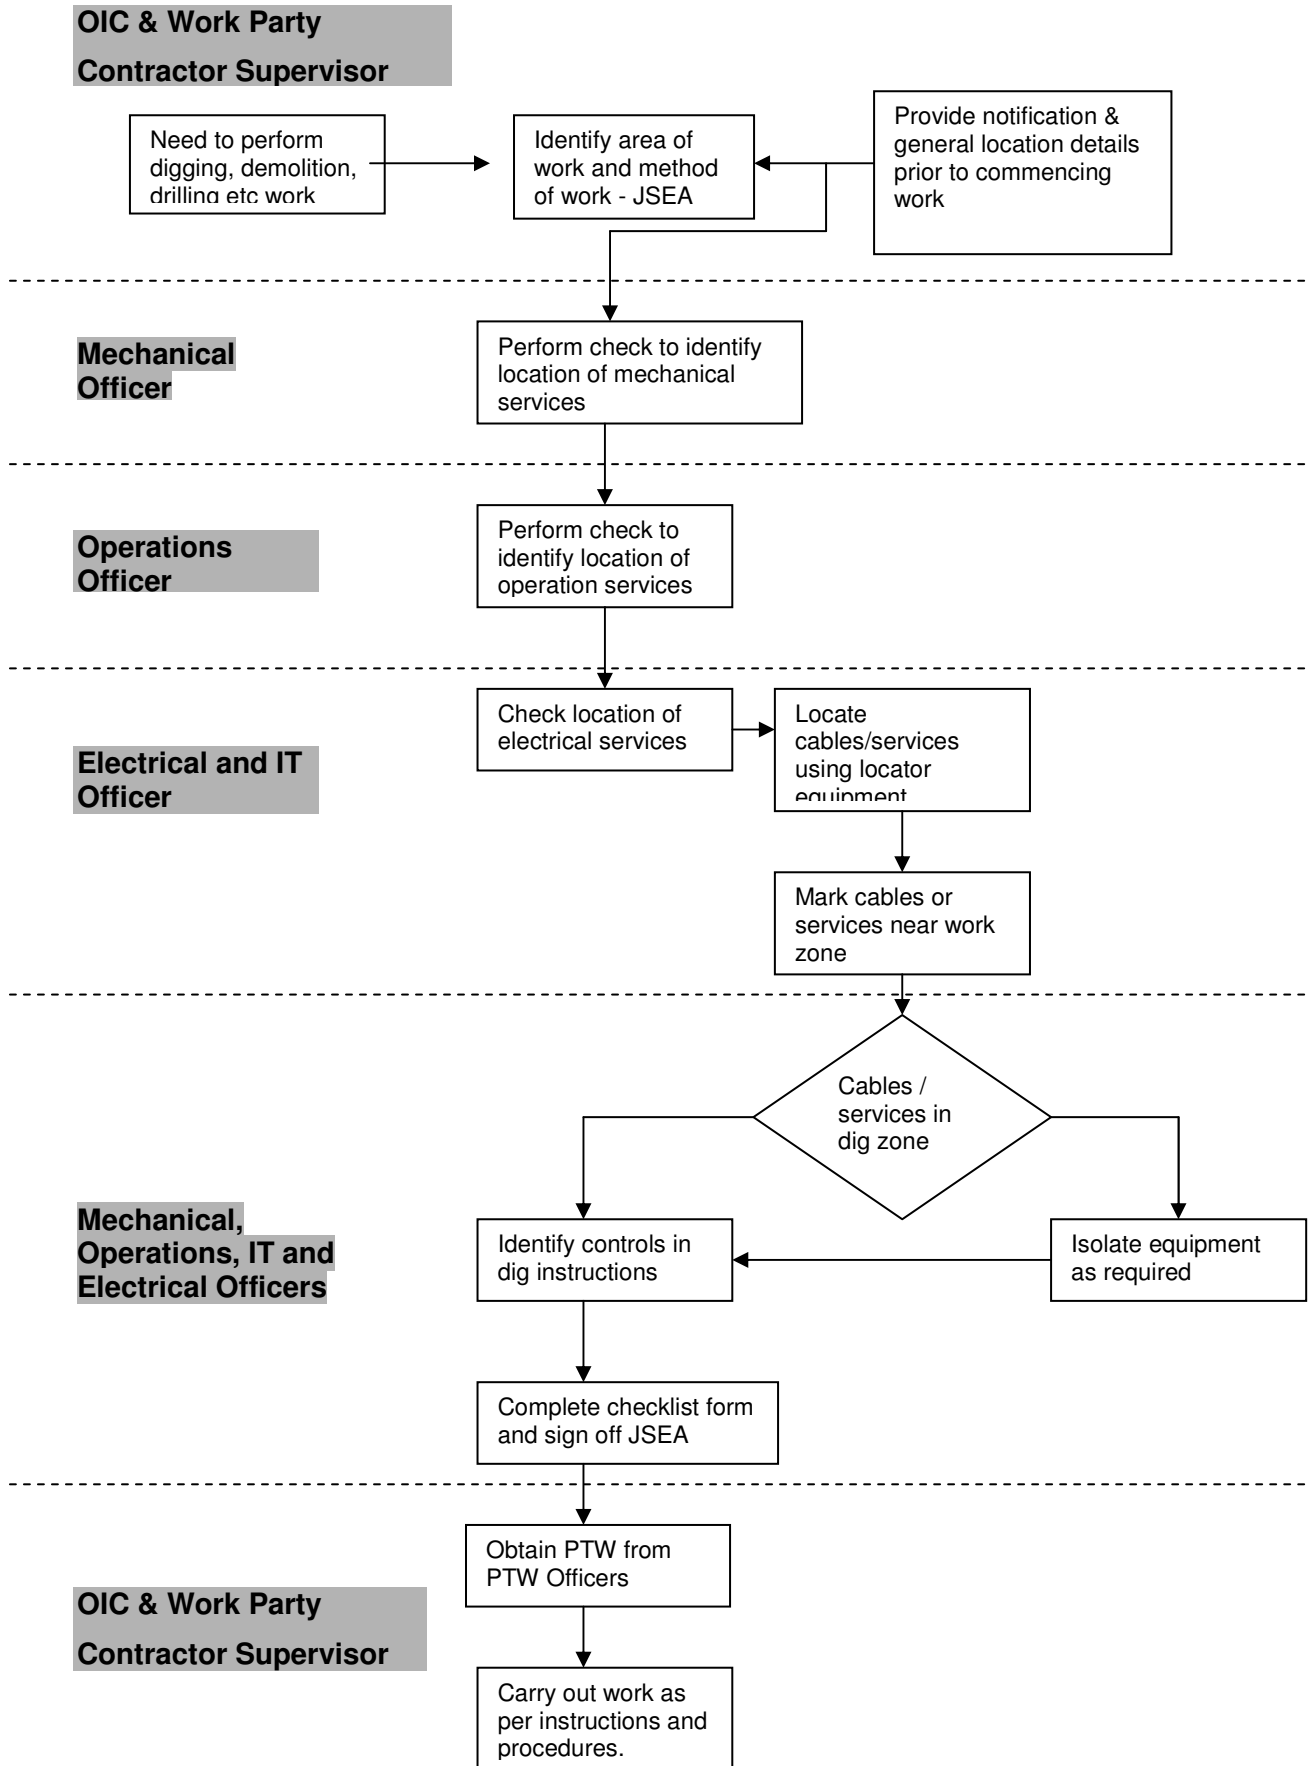 OIC & Work Party
Contractor Supervisor
Need to perform
digging, demolition,
drilling etc work
Identify area of
work and method
of work - JSEA
Provide notification &
general location details
prior to commencing
work
Mechanical
Officer
Perform check to identify
location of mechanical
services
Operations
Officer
Perform check to
identify location of
operation services
Electrical and IT
Officer
Check location of
electrical services
Locate
cables/services
using locator
equipment
Mark cables or
services near work
zone
Cables /
services in
dig zone
Mechanical,
Operations, IT and
Electrical Officers
Identify controls in
dig instructions
Isolate equipment
as required
Complete checklist form
and sign off JSEA
OIC & Work Party
Contractor Supervisor
Obtain PTW from
PTW Officers
Carry out work as
per instructions and
procedures.